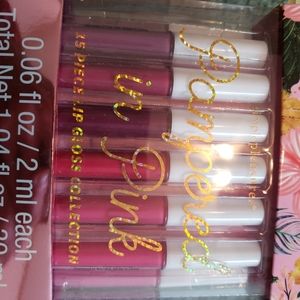 Pampered
in Pink
15 PIECE LIP GLOSS COLLECTION
0.06 fl oz / 2 ml each